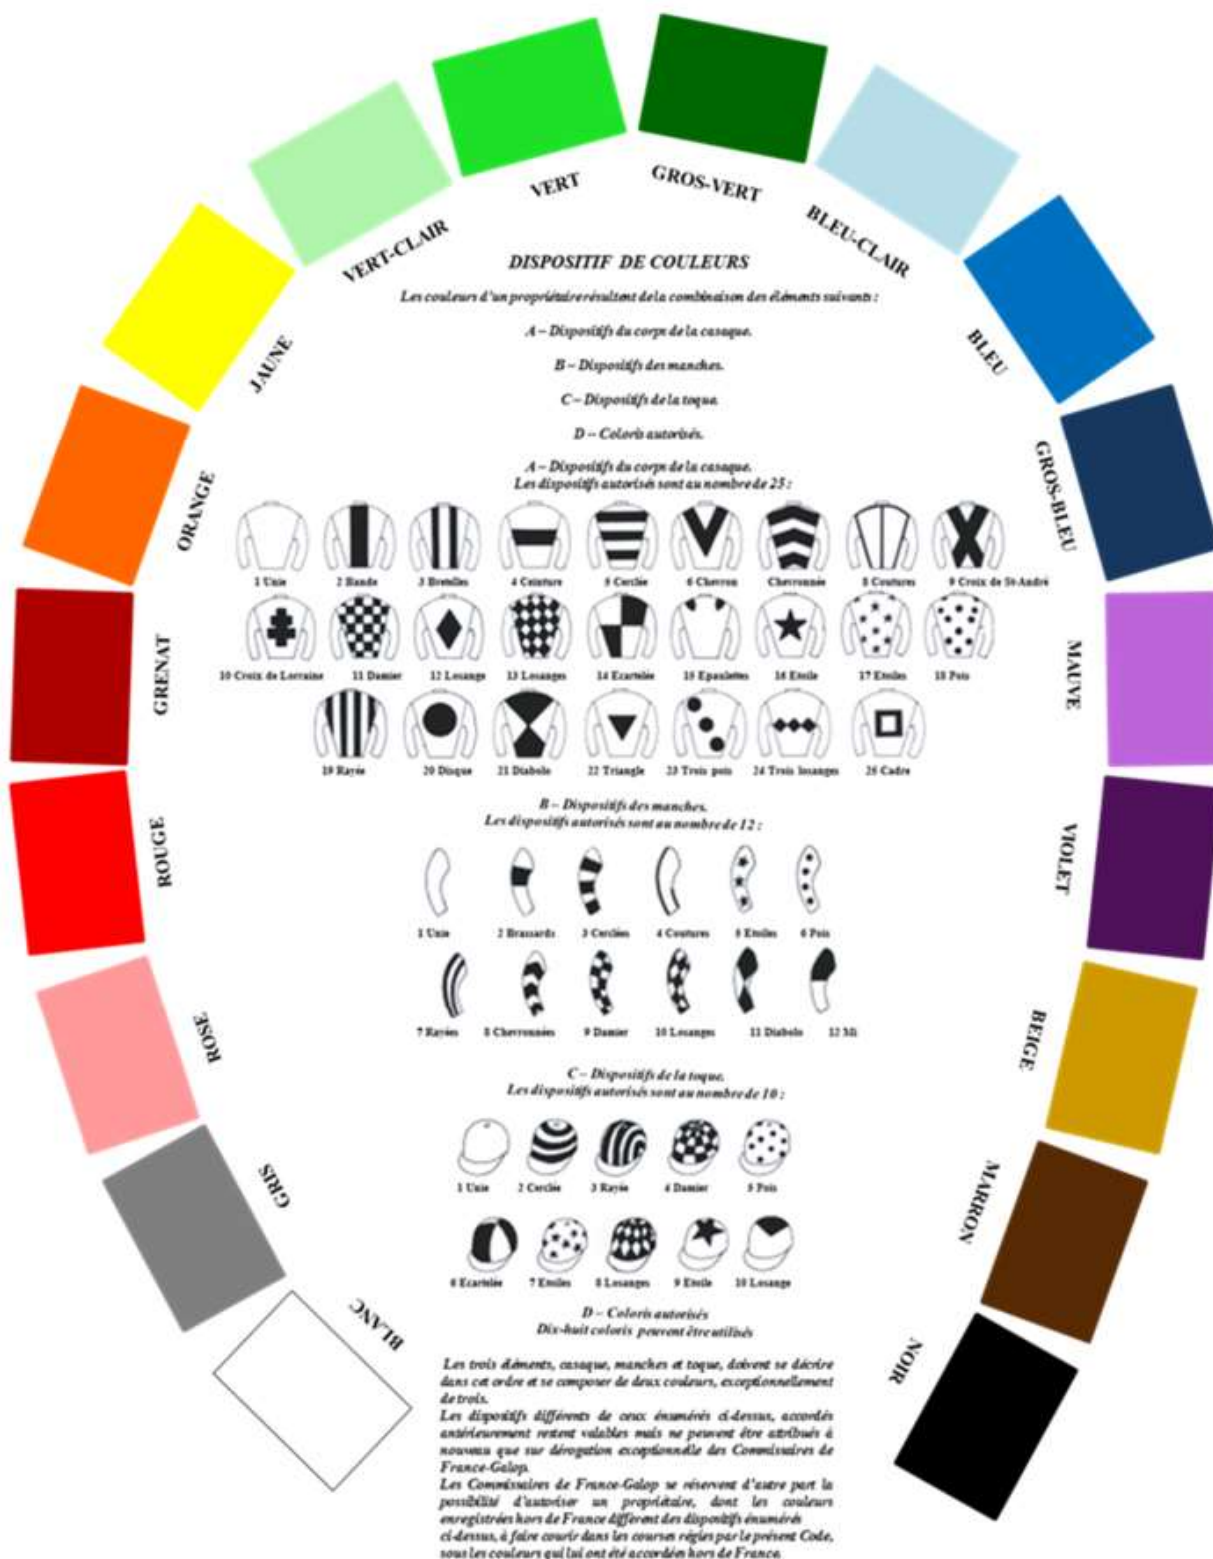 VERT
GROS-VERT
VERT-CLAIR
BLEU-CLAIR
JAUNE
BLEU
ORANGE
GROS-BLEU
GRENAT
MAUVE
ROUGE
VIOLET
ROSE
BEIGE
GRIS
MARRON
BLANC
NOIR
DISPOSITIF DE COULEURS
Les couleurs d'un propriétaire résultent de la combinaison des éléments suivants :
A – Dispositifs du corps de la casaque.
B – Dispositifs des manches.
C – Dispositifs de la toque.
D – Coloris autorisés.
A – Dispositifs du corps de la casaque.
Les dispositifs autorisés sont au nombre de 25 :
1 Unie 2 Bande 3 Bretelles 4 Ceinture 5 Cerclée 6 Chevron Chevronnée 8 Coutures 9 Croix de St-André
10 Croix de Lorraine 11 Damier 12 Losange 13 Losanges 14 Ecartelée 15 Epaulettes 16 Etoile 17 Etoiles 18 Pois
19 Rayée 20 Disque 21 Diabolo 22 Triangle 23 Trois pois 24 Trois losanges 25 Cadre
B – Dispositifs des manches.
Les dispositifs autorisés sont au nombre de 12 :
1 Unie 2 Brassards 3 Cerclées 4 Coutures 5 Etoiles 6 Pois
7 Rayées 8 Chevronnées 9 Damier 10 Losanges 11 Diabolo 12 Mi
C – Dispositifs de la toque.
Les dispositifs autorisés sont au nombre de 10 :
1 Unie 2 Cerclée 3 Rayée 4 Damier 5 Pois
6 Ecartelée 7 Etoiles 8 Losanges 9 Etoile 10 Losange
D – Coloris autorisés
Dix-huit coloris peuvent être utilisés
Les trois éléments, casaque, manches et toque, doivent se décrire
dans cet ordre et se composer de deux couleurs, exceptionnellement
de trois.
Les dispositifs différents de ceux énumérés ci-dessus, accordés
antérieurement restent valables mais ne peuvent être attribués à
nouveau que sur dérogation exceptionnelle des Commissaires de
France-Galop.
Les Commissaires de France-Galop se réservent d'autre part la
possibilité d'autoriser un propriétaire, dont les couleurs
enregistrées hors de France diffèrent des dispositifs énumérés
ci-dessus, à faire courir dans les courses régies par le présent Code,
sous les couleurs qui lui ont été accordées hors de France.